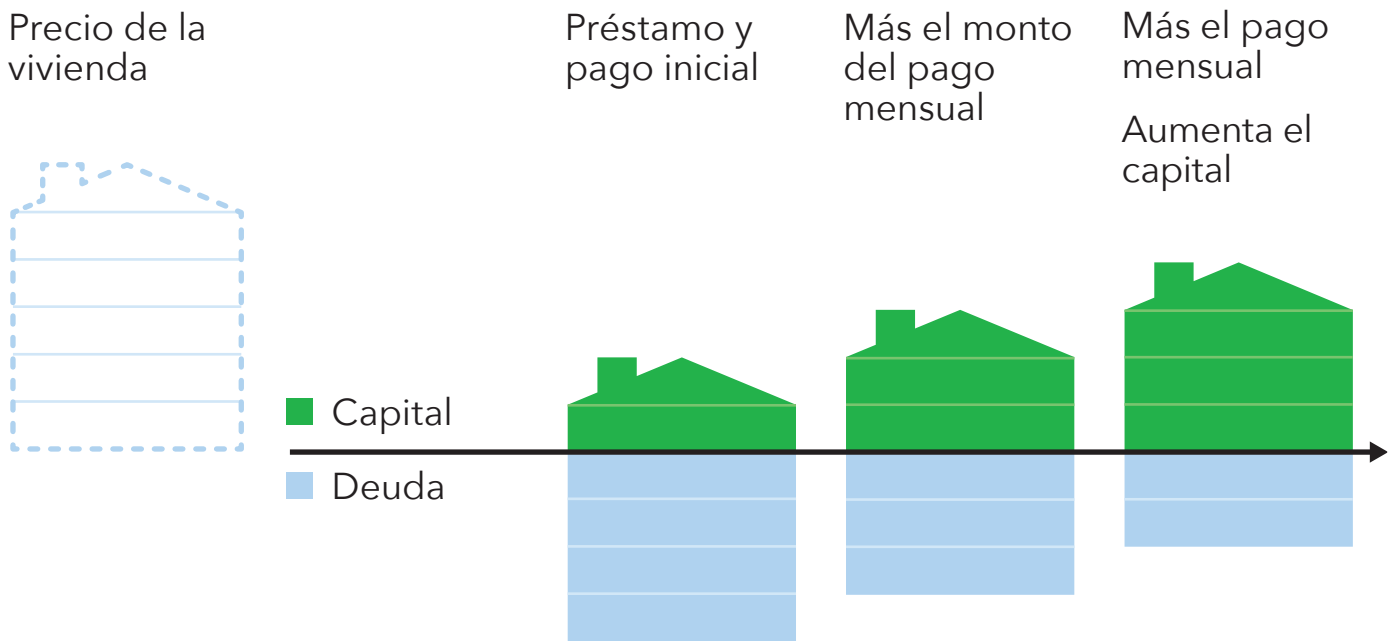 Precio de la
vivienda
Préstamo y
pago inicial
Más el monto
del pago
mensual
Más el pago
mensual
Aumenta el
capital
Capital
Deuda